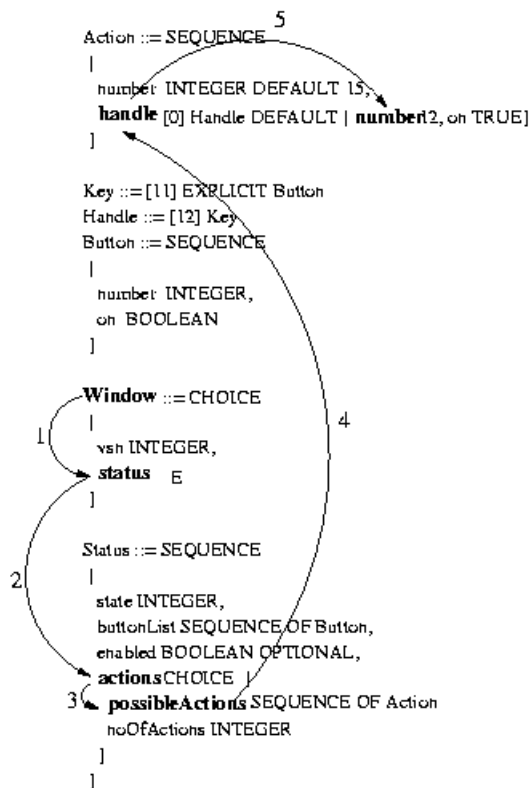 5
Action ::= SEQUENCE
|
number INTEGER DEFAULT 15,
handle [0] Handle DEFAULT | number12, on TRUE]
]
Key ::= [11] EXPLICIT Button
Handle ::= [12] Key
Button ::= SEQUENCE
|
number INTEGER,
on BOOLEAN
]
Window ::= CHOICE
|
1
4
vsn INTEGER,
status E
]
Status ::= SEQUENCE
2
|
state INTEGER,
buttonList SEQUENCE OF Button,
enabled BOOLEAN OPTIONAL,
actions CHOICE |
3 possibleActions SEQUENCE OF Action
noOfActions INTEGER
]
]